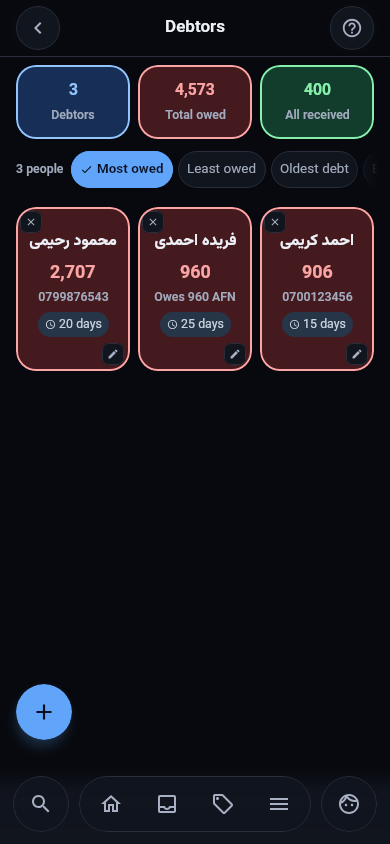 Debtors
3
Debtors
4,573
Total owed
400
All received
3 people
Most owed
Least owed
Oldest debt
محمود رحیمی
2,707
0799876543
20 days
فریده احمدی
960
Owes 960 AFN
25 days
احمد کریمی
906
0700123456
15 days